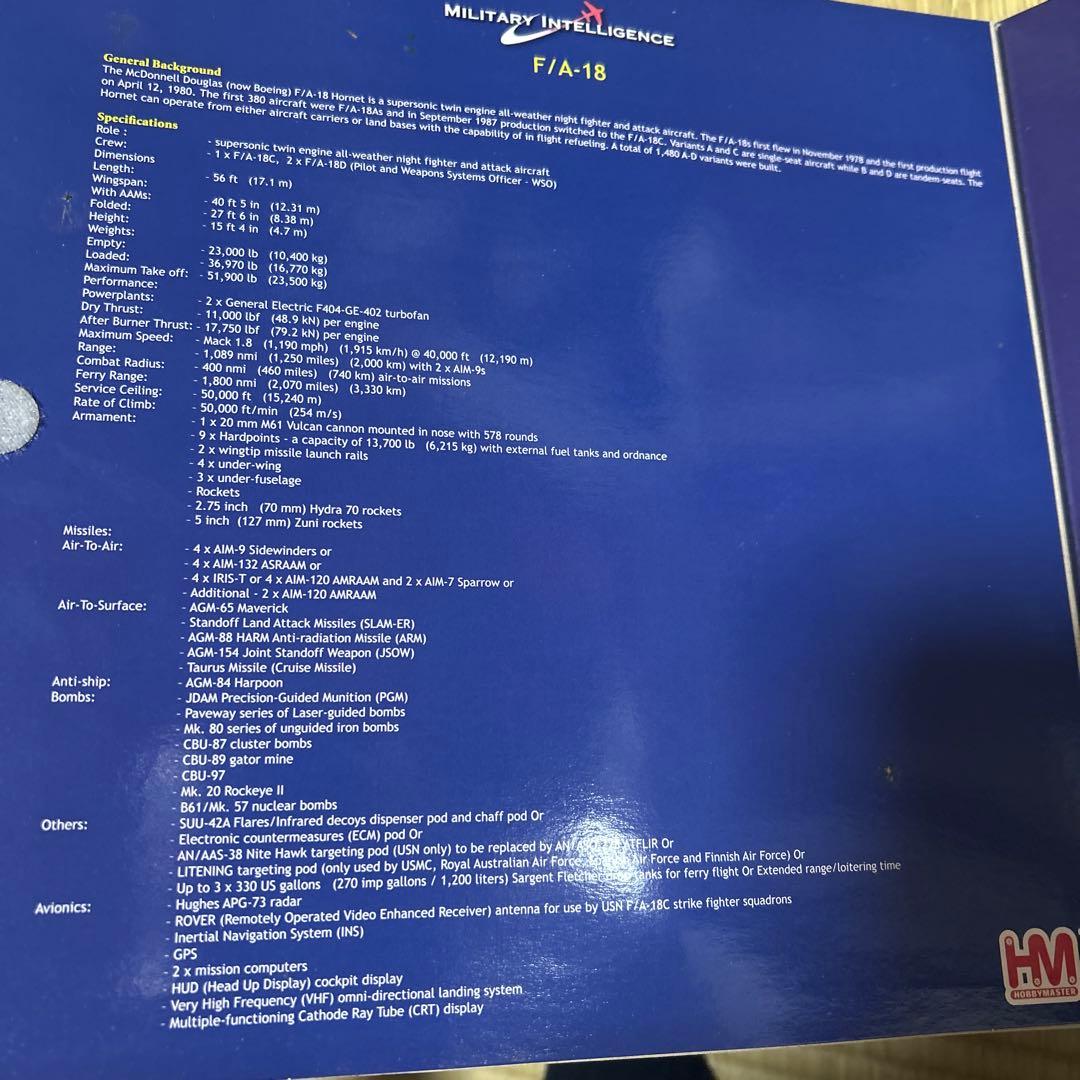 MILITARY INTELLIGENCE
F/A-18
General Background
The McDonnell Douglas (now Boeing) F/A-18 Hornet is a supersonic twin engine all-weather night fighter and attack aircraft. The F/A-18s first flew in November 1978 and the first production flight
on April 12, 1980. The first 380 aircraft were F/A-18As and in September 1987 production switched to the F/A-18C. Variants A and C are single-seat aircraft while B and D are tandem-seats. The
Hornet can operate from either aircraft carriers or land bases with the capability of in flight refueling. A total of 1,480 A-D variants were built.
Specifications
Role : - supersonic twin engine all-weather night fighter and attack aircraft
Crew: - 1 x F/A-18C, 2 x F/A-18D (Pilot and Weapons Systems Officer - WSO)
Dimensions
Length: - 56 ft (17.1 m)
Wingspan:
With AAMs: - 40 ft 5 in (12.31 m)
Folded: - 27 ft 6 in (8.38 m)
Height: - 15 ft 4 in (4.7 m)
Weights:
Empty: - 23,000 lb (10,400 kg)
Loaded: - 36,970 lb (16,770 kg)
Maximum Take off: - 51,900 lb (23,500 kg)
Performance:
Powerplants: - 2 x General Electric F404-GE-402 turbofan
Dry Thrust: - 11,000 lbf (48.9 kN) per engine
After Burner Thrust: - 17,750 lbf (79.2 kN) per engine
Maximum Speed: - Mack 1.8 (1,190 mph) (1,915 km/h) @ 40,000 ft (12,190 m)
Range: - 1,089 nmi (1,250 miles) (2,000 km) with 2 x AIM-9s
Combat Radius: - 400 nmi (460 miles) (740 km) air-to-air missions
Ferry Range: - 1,800 nmi (2,070 miles) (3,330 km)
Service Ceiling: - 50,000 ft (15,240 m)
Rate of Climb: - 50,000 ft/min (254 m/s)
Armament: - 1 x 20 mm M61 Vulcan cannon mounted in nose with 578 rounds
- 9 x Hardpoints - a capacity of 13,700 lb (6,215 kg) with external fuel tanks and ordnance
- 2 x wingtip missile launch rails
- 4 x under-wing
- 3 x under-fuselage
- Rockets
- 2.75 inch (70 mm) Hydra 70 rockets
- 5 inch (127 mm) Zuni rockets
Missiles:
Air-To-Air: - 4 x AIM-9 Sidewinders or
- 4 x AIM-132 ASRAAM or
- 4 x IRIS-T or 4 x AIM-120 AMRAAM and 2 x AIM-7 Sparrow or
- Additional - 2 x AIM-120 AMRAAM
Air-To-Surface: - AGM-65 Maverick
- Standoff Land Attack Missiles (SLAM-ER)
- AGM-88 HARM Anti-radiation Missile (ARM)
- AGM-154 Joint Standoff Weapon (JSOW)
- Taurus Missile (Cruise Missile)
Anti-ship: - AGM-84 Harpoon
Bombs: - JDAM Precision-Guided Munition (PGM)
- Paveway series of Laser-guided bombs
- Mk. 80 series of unguided iron bombs
- CBU-87 cluster bombs
- CBU-89 gator mine
- CBU-97
- Mk. 20 Rockeye II
- B61/Mk. 57 nuclear bombs
Others: - SUU-42A Flares/Infrared decoys dispenser pod and chaff pod Or
- Electronic countermeasures (ECM) pod Or
- AN/AAS-38 Nite Hawk targeting pod (USN only) to be replaced by ATFLIR Or
- LITENING targeting pod (only used by USMC, Royal Australian Air Force, Air Force and Finnish Air Force) Or
- Up to 3 x 330 US gallons (270 imp gallons / 1,200 liters) Sargent Fletcher drop tanks for ferry flight Or Extended range/loitering time
Avionics: - Hughes APG-73 radar
- ROVER (Remotely Operated Video Enhanced Receiver) antenna for use by USN F/A-18C strike fighter squadrons
- Inertial Navigation System (INS)
- GPS
- 2 x mission computers
- HUD (Head Up Display) cockpit display
- Very High Frequency (VHF) omni-directional landing system
- Multiple-functioning Cathode Ray Tube (CRT) display
HM
HOBBYMASTER